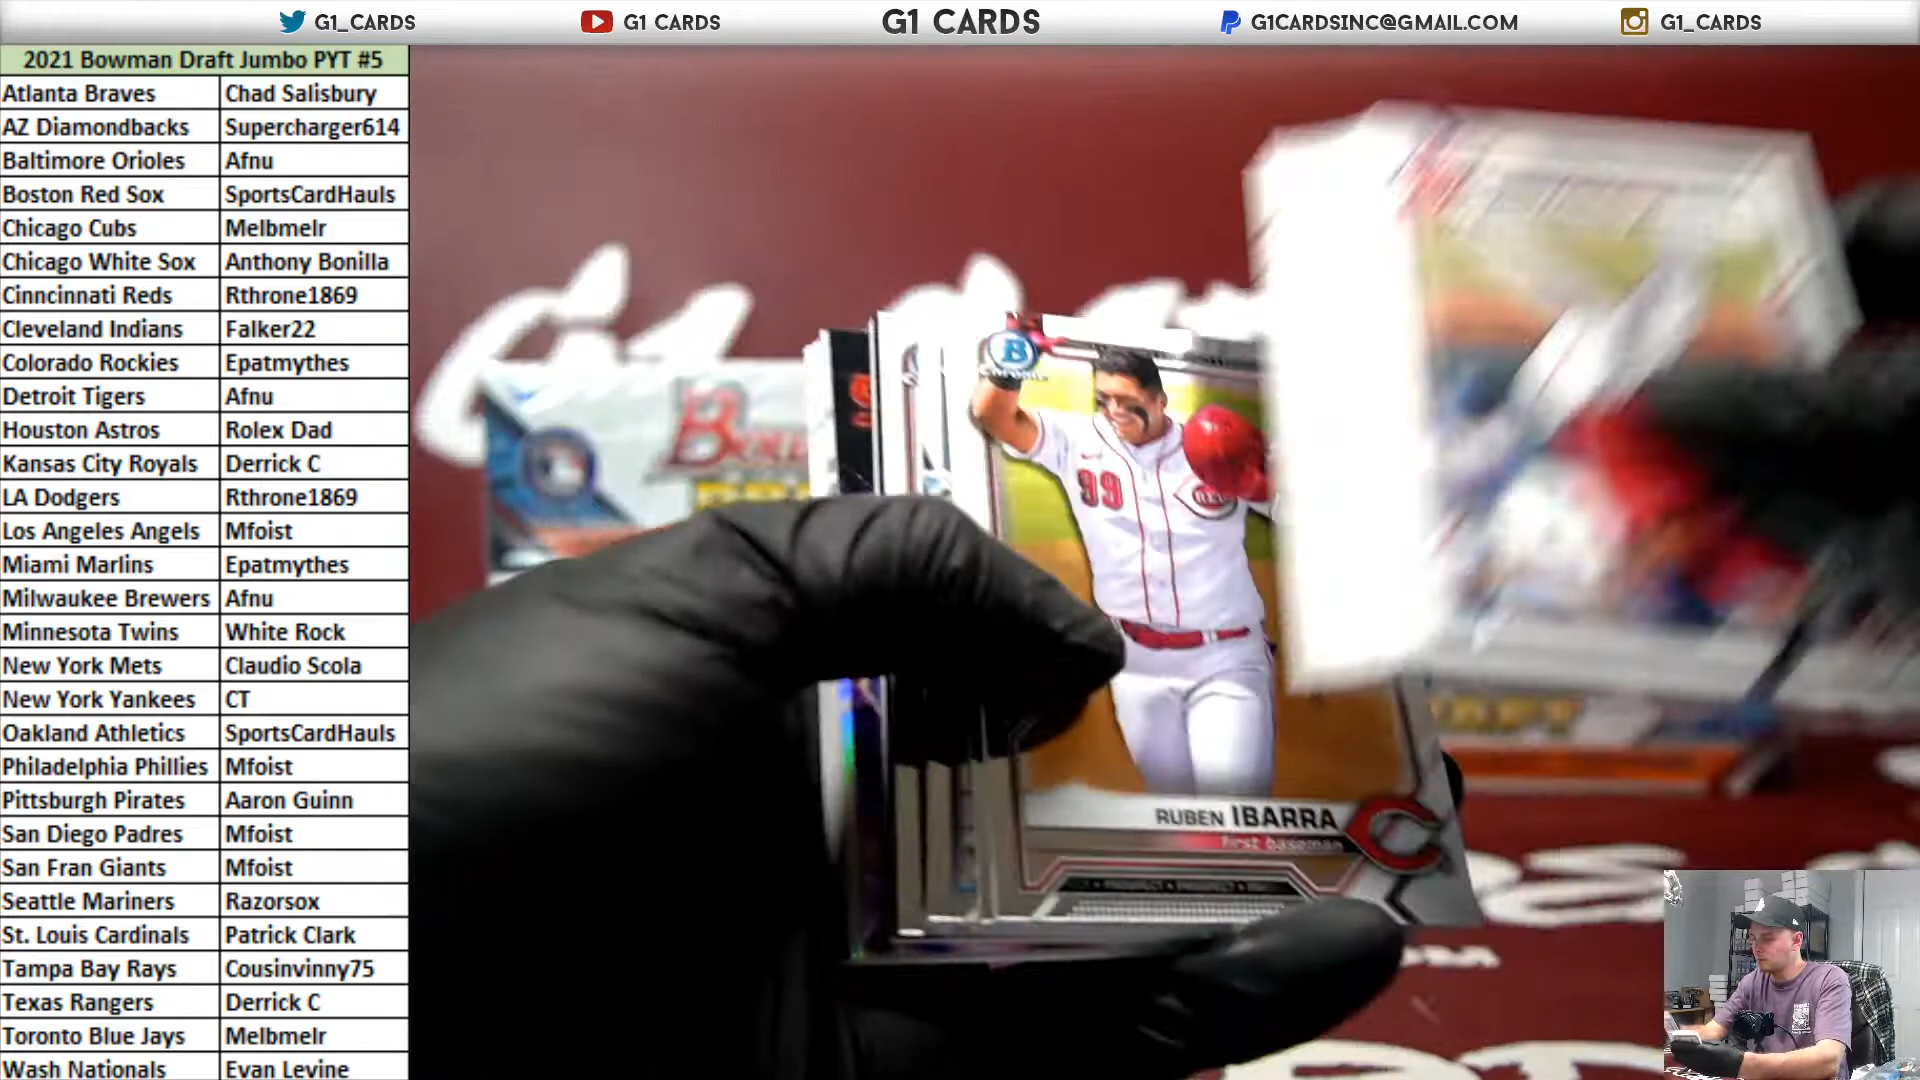 G1_CARDS
G1 CARDS
G1 CARDS
G1CARDSINC@GMAIL.COM
G1_CARDS
2021 Bowman Draft Jumbo PYT #5
Atlanta Braves Chad Salisbury
AZ Diamondbacks Supercharger614
Baltimore Orioles Afnu
Boston Red Sox SportsCardHauls
Chicago Cubs Melbmelr
Chicago White Sox Anthony Bonilla
Cinncinnati Reds Rthrone1869
Cleveland Indians Falker22
Colorado Rockies Epatmythes
Detroit Tigers Afnu
Houston Astros Rolex Dad
Kansas City Royals Derrick C
LA Dodgers Rthrone1869
Los Angeles Angels Mfoist
Miami Marlins Epatmythes
Milwaukee Brewers Afnu
Minnesota Twins White Rock
New York Mets Claudio Scola
New York Yankees CT
Oakland Athletics SportsCardHauls
Philadelphia Phillies Mfoist
Pittsburgh Pirates Aaron Guinn
San Diego Padres Mfoist
San Fran Giants Mfoist
Seattle Mariners Razorsox
St. Louis Cardinals Patrick Clark
Tampa Bay Rays Cousinvinny75
Texas Rangers Derrick C
Toronto Blue Jays Melbmelr
Wash Nationals Evan Levine
B
99
RUBEN IBARRA
first baseman
C